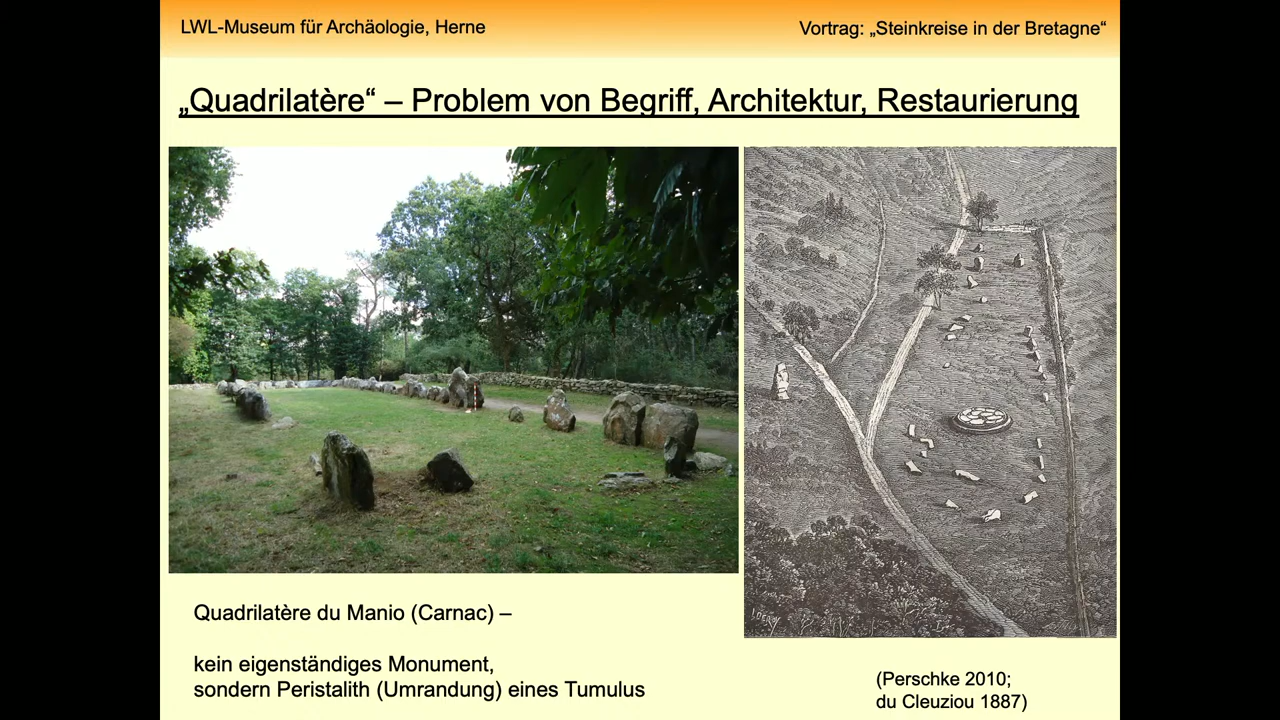 LWL-Museum für Archäologie, Herne
Vortrag: „Steinkreise in der Bretagne“
„Quadrilatère“ – Problem von Begriff, Architektur, Restaurierung
Quadrilatère du Manio (Carnac) –
kein eigenständiges Monument,
sondern Peristalith (Umrandung) eines Tumulus
(Perschke 2010;
du Cleuziou 1887)